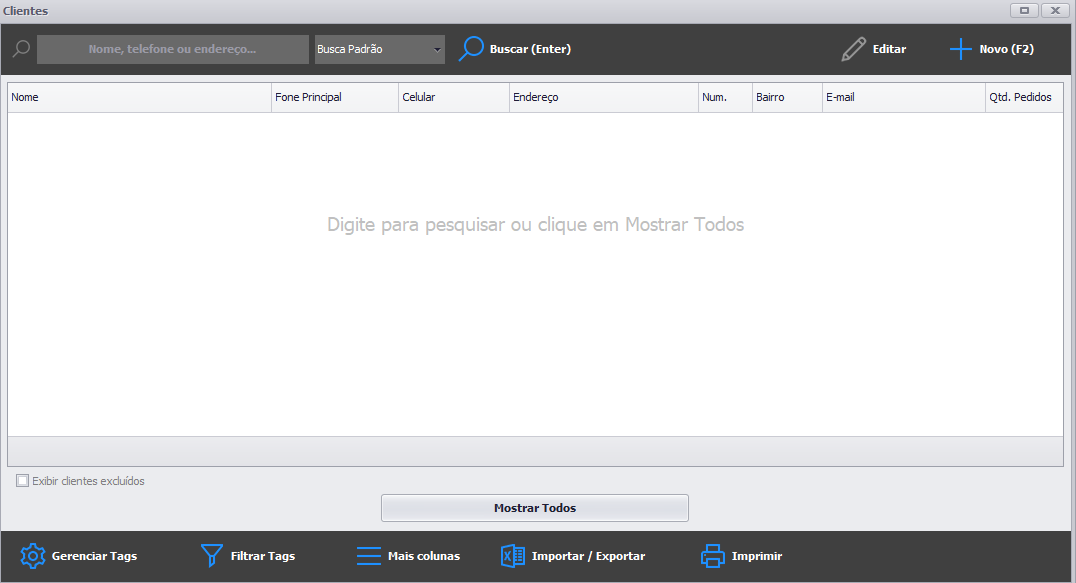 Clientes
Nome, telefone ou endereço... Busca Padrão Buscar (Enter) Editar Novo (F2)
Nome Fone Principal Celular Endereço Num. Bairro E-mail Qtd. Pedidos
Digite para pesquisar ou clique em Mostrar Todos
Exibir clientes excluídos
Mostrar Todos
Gerenciar Tags Filtrar Tags Mais colunas Importar / Exportar Imprimir